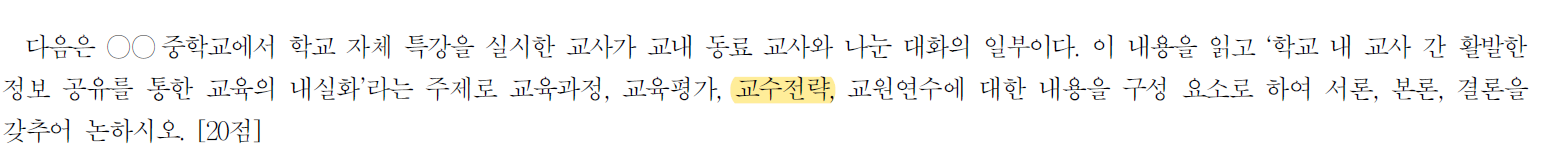 다음은 ○○중학교에서 학교 자체 특강을 실시한 교사가 교내 동료 교사와 나눈 대화의 일부이다. 이 내용을 읽고 ‘학교 내 교사 간 활발한
정보 공유를 통한 교육의 내실화’라는 주제로 교육과정, 교육평가, 교수전략, 교원연수에 대한 내용을 구성 요소로 하여 서론, 본론, 결론을
갖추어 논하시오. [20점]